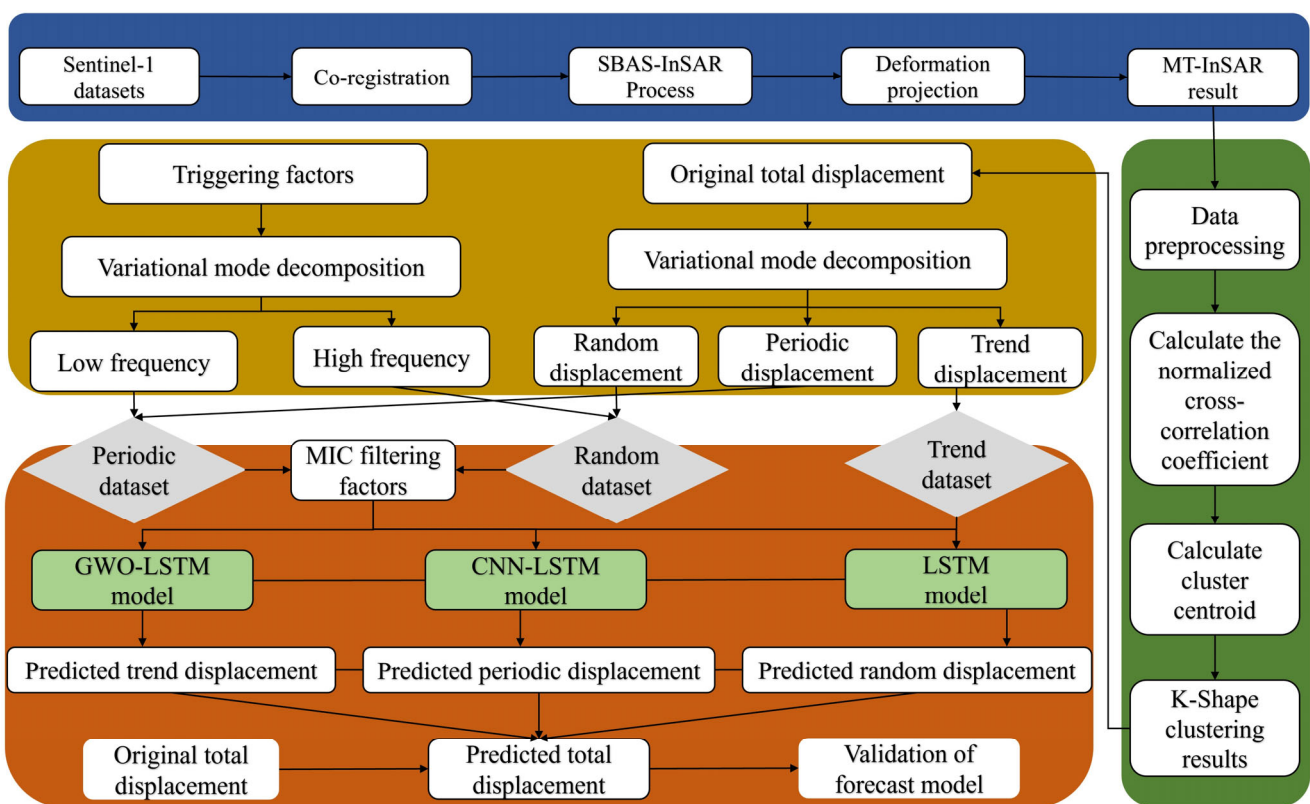 Sentinel-1
datasets
Co-registration
SBAS-InSAR
Process
Deformation
projection
MT-InSAR
result
Triggering factors
Original total displacement
Variational mode decomposition
Variational mode decomposition
Low frequency
High frequency
Random
displacement
Periodic
displacement
Trend
displacement
Data
preprocessing
Calculate the
normalized
cross-
correlation
coefficient
Calculate
cluster
centroid
K-Shape
clustering
results
Periodic
dataset
MIC filtering
factors
Random
dataset
Trend
dataset
GWO-LSTM
model
CNN-LSTM
model
LSTM
model
Predicted trend displacement
Predicted periodic displacement
Predicted random displacement
Original total
displacement
Predicted total
displacement
Validation of
forecast model